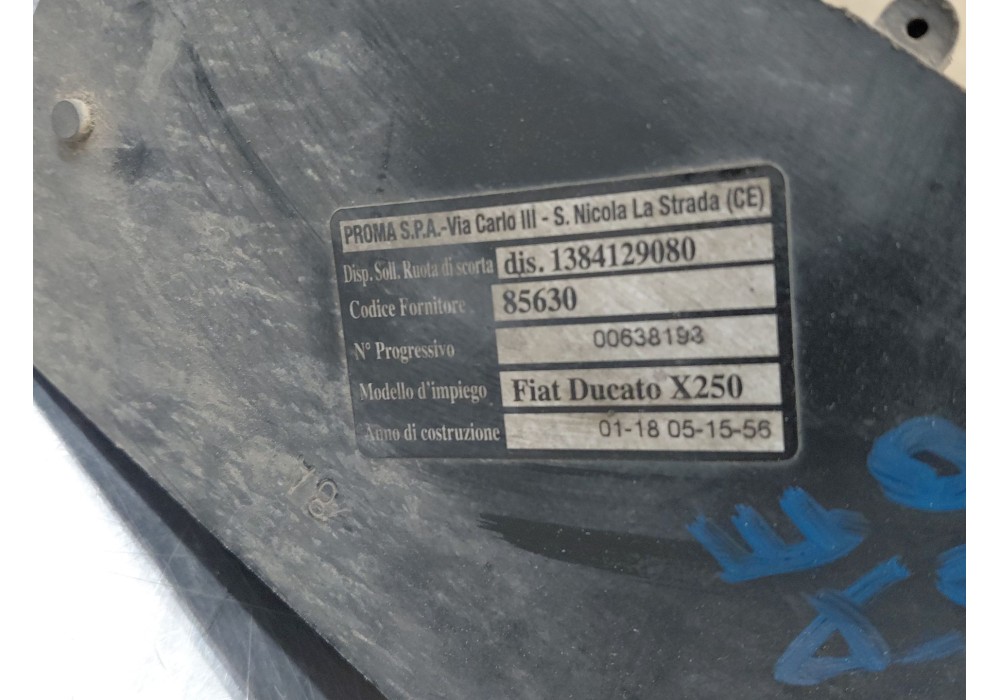 PROMA S.P.A.-Via Carlo III - S. Nicola La Strada (CE)
Disp. Soll. Ruota di scorta dis. 1384129080
Codice Fornitore 85630
N° Progressivo 00638193
Modello d'impiego Fiat Ducato X250
Anno di costruzione 01-18 05-15-56